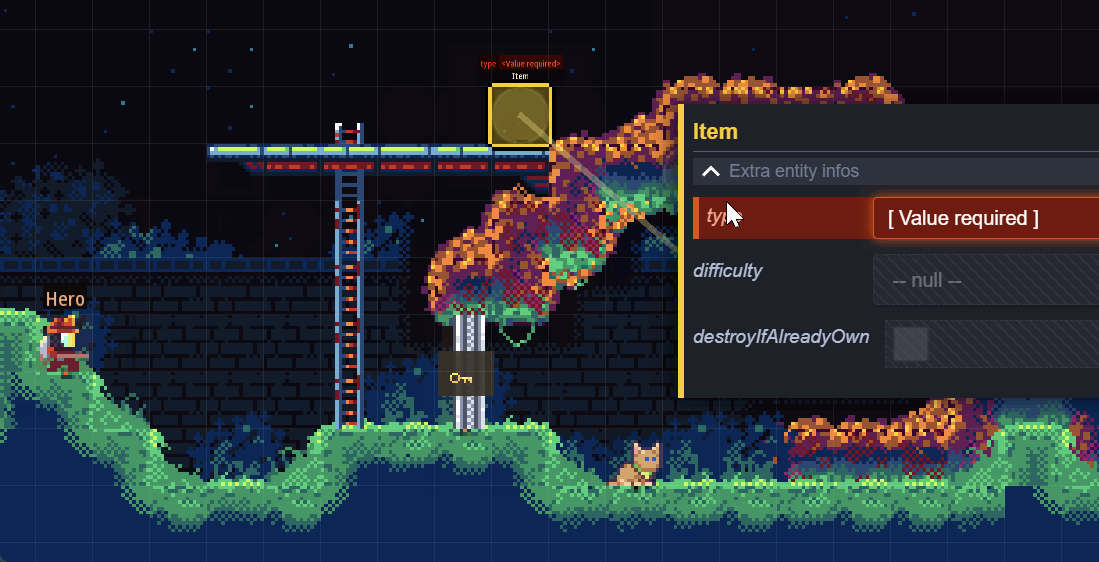 type <Value required>
Item
Item
Extra entity infos
[ Value required ]
difficulty
-- null --
destroyIfAlreadyOwn
Hero